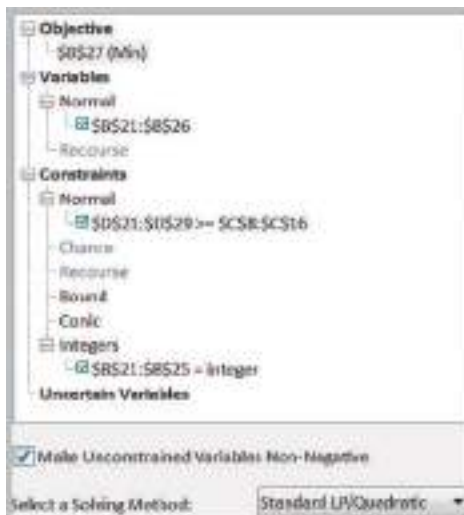 Objective
$B$27 (Min)
Variables
Normal
$B$21:$B$26
Recourse
Constraints
Normal
$D$21:$D$29 >= $C$8:$C$16
Chance
Recourse
Bound
Conic
Integers
$B$21:$B$25 = integer
Uncertain Variables
Make Unconstrained Variables Non-Negative
Select a Solving Method: Standard LP/Quadratic